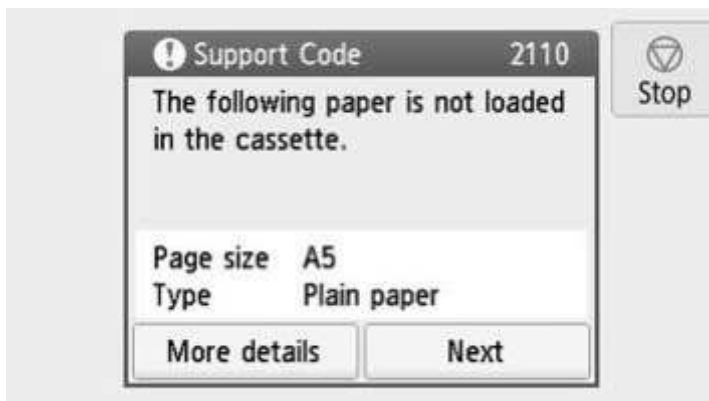 Support Code 2110
Stop
The following paper is not loaded
in the cassette.
Page size A5
Type Plain paper
More details Next